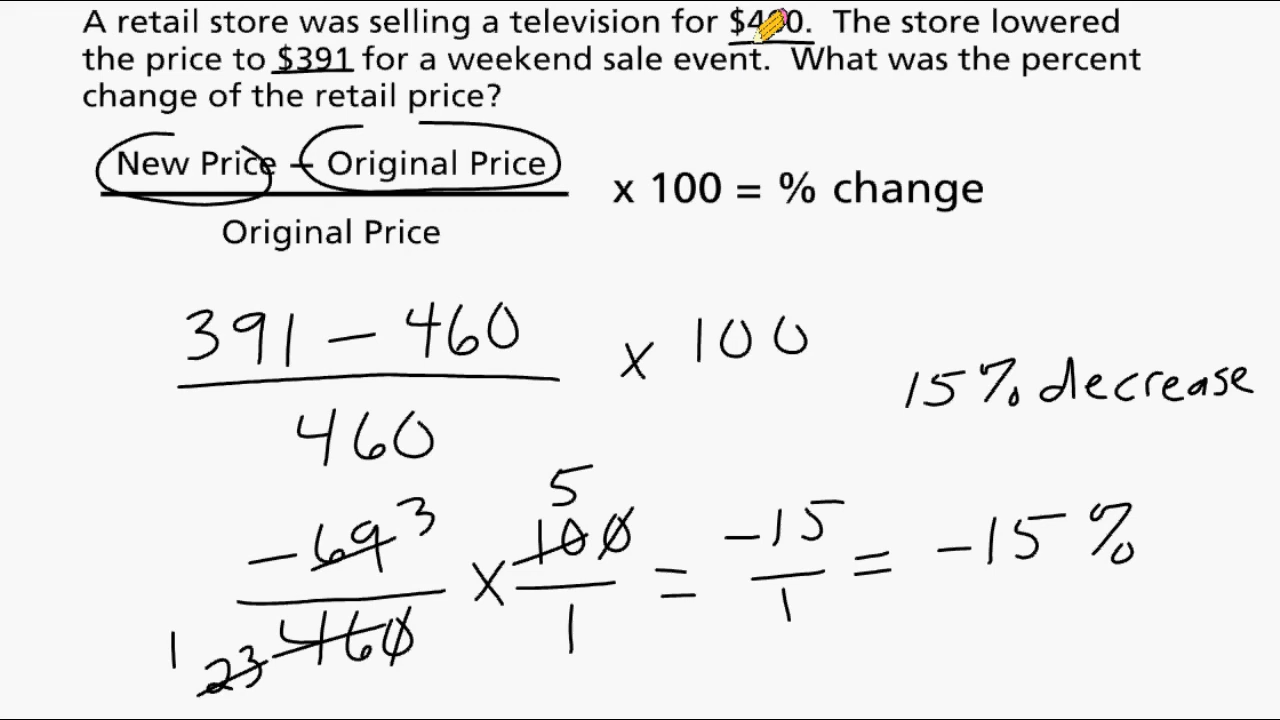 A retail store was selling a television for The store lowered
the price to $391 for a weekend sale event. What was the percent
change of the retail price?
New Price - Original Price
Original Price
x 100 = % change
391 - 460
460
x 100
15% decrease
-69 3
1 23 460
x
5
100
1
=
-15
1
= -15%